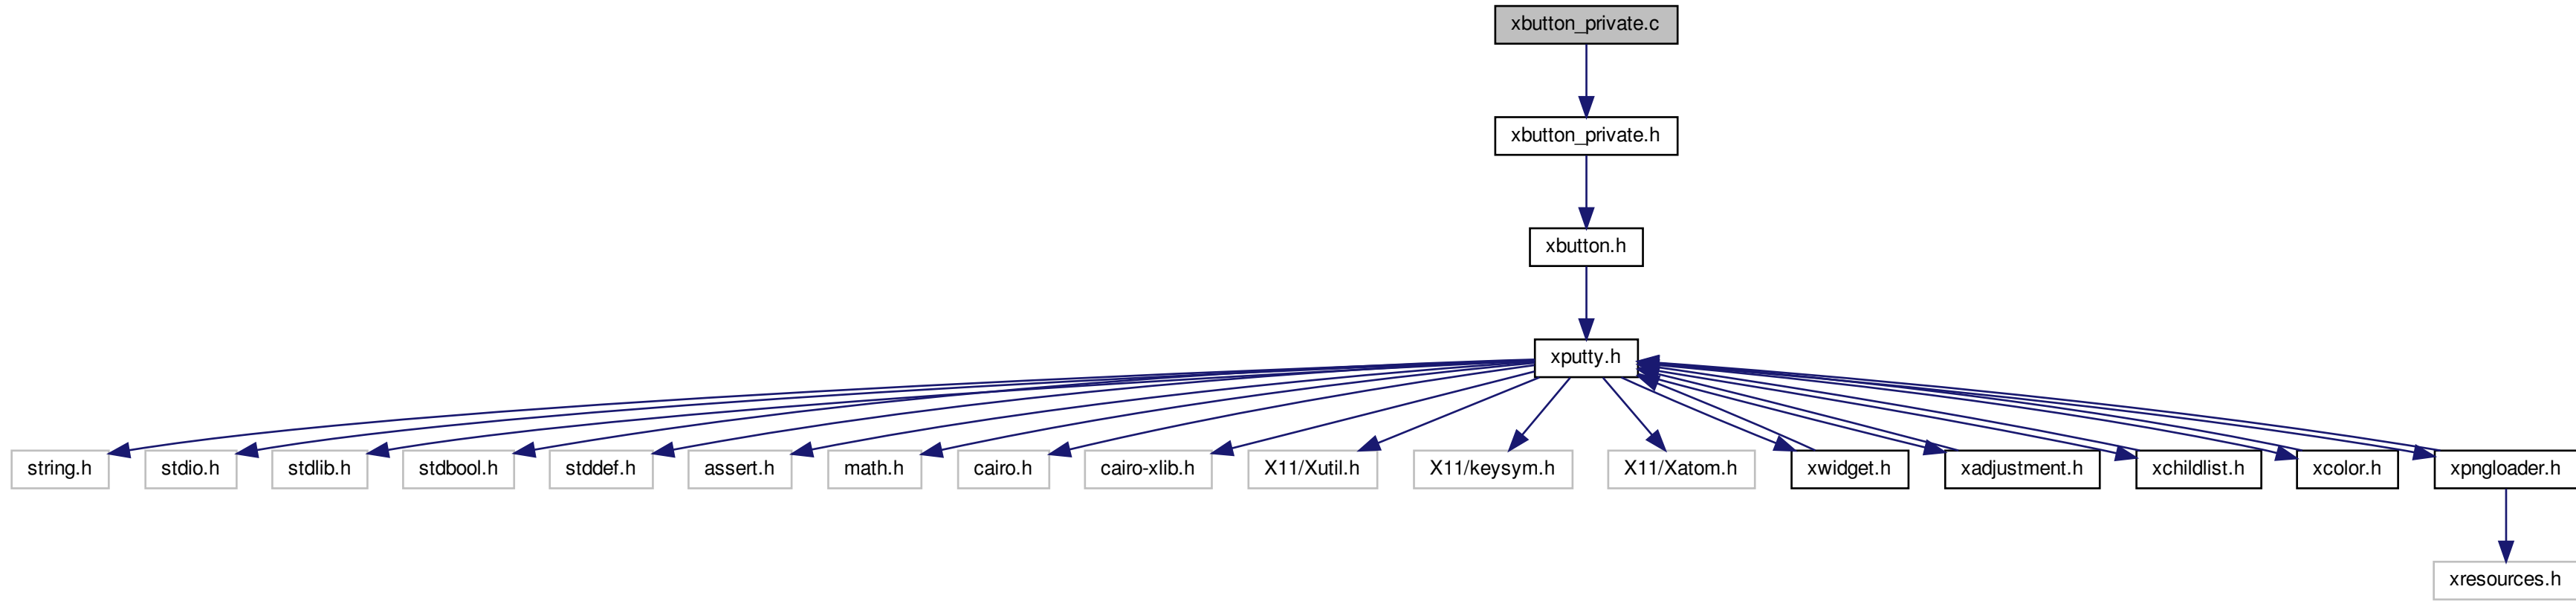 xbutton_private.c
xbutton_private.h
xbutton.h
xputty.h
string.h
stdio.h
stdlib.h
stdbool.h
stddef.h
assert.h
math.h
cairo.h
cairo-xlib.h
X11/Xutil.h
X11/keysym.h
X11/Xatom.h
xwidget.h
xadjustment.h
xchildlist.h
xcolor.h
xpngloader.h
xresources.h